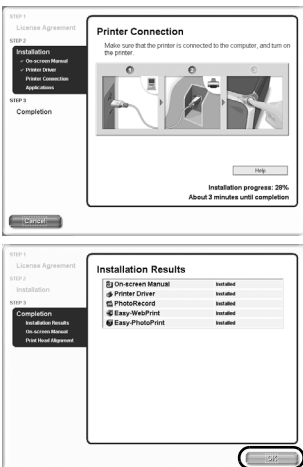 STEP 1
License Agreement
STEP 2
Installation
✓ On-screen Manual
✓ Printer Driver
Printer Connection
Applications
STEP 3
Completion
Printer Connection
Make sure that the printer is connected to the computer, and turn on
the printer.
1
2
3
Help
Installation progress: 28%
About 3 minutes until completion
Cancel
STEP 1
License Agreement
STEP 2
Installation
STEP 3
Completion
Installation Results
On-screen Manual
Print Head Alignment
Installation Results
On-screen Manual Installed
Printer Driver Installed
PhotoRecord Installed
Easy-WebPrint Installed
Easy-PhotoPrint Installed
OK